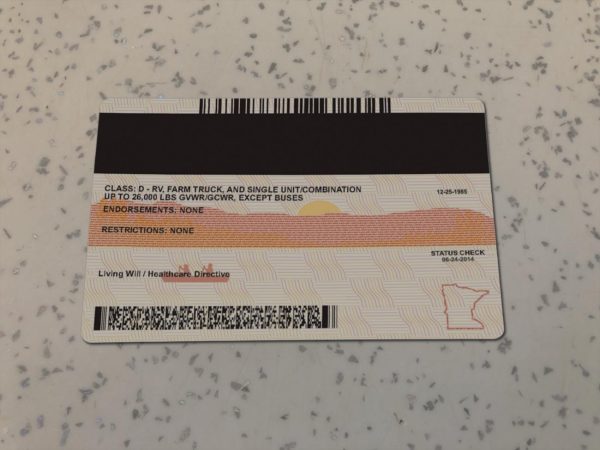 CLASS: D - RV, FARM TRUCK, AND SINGLE UNIT/COMBINATION
UP TO 26,000 LBS GVWR/GCWR, EXCEPT BUSES
12-25-1985
ENDORSEMENTS: NONE
RESTRICTIONS: NONE
STATUS CHECK
06-24-2014
Living Will / Healthcare Directive